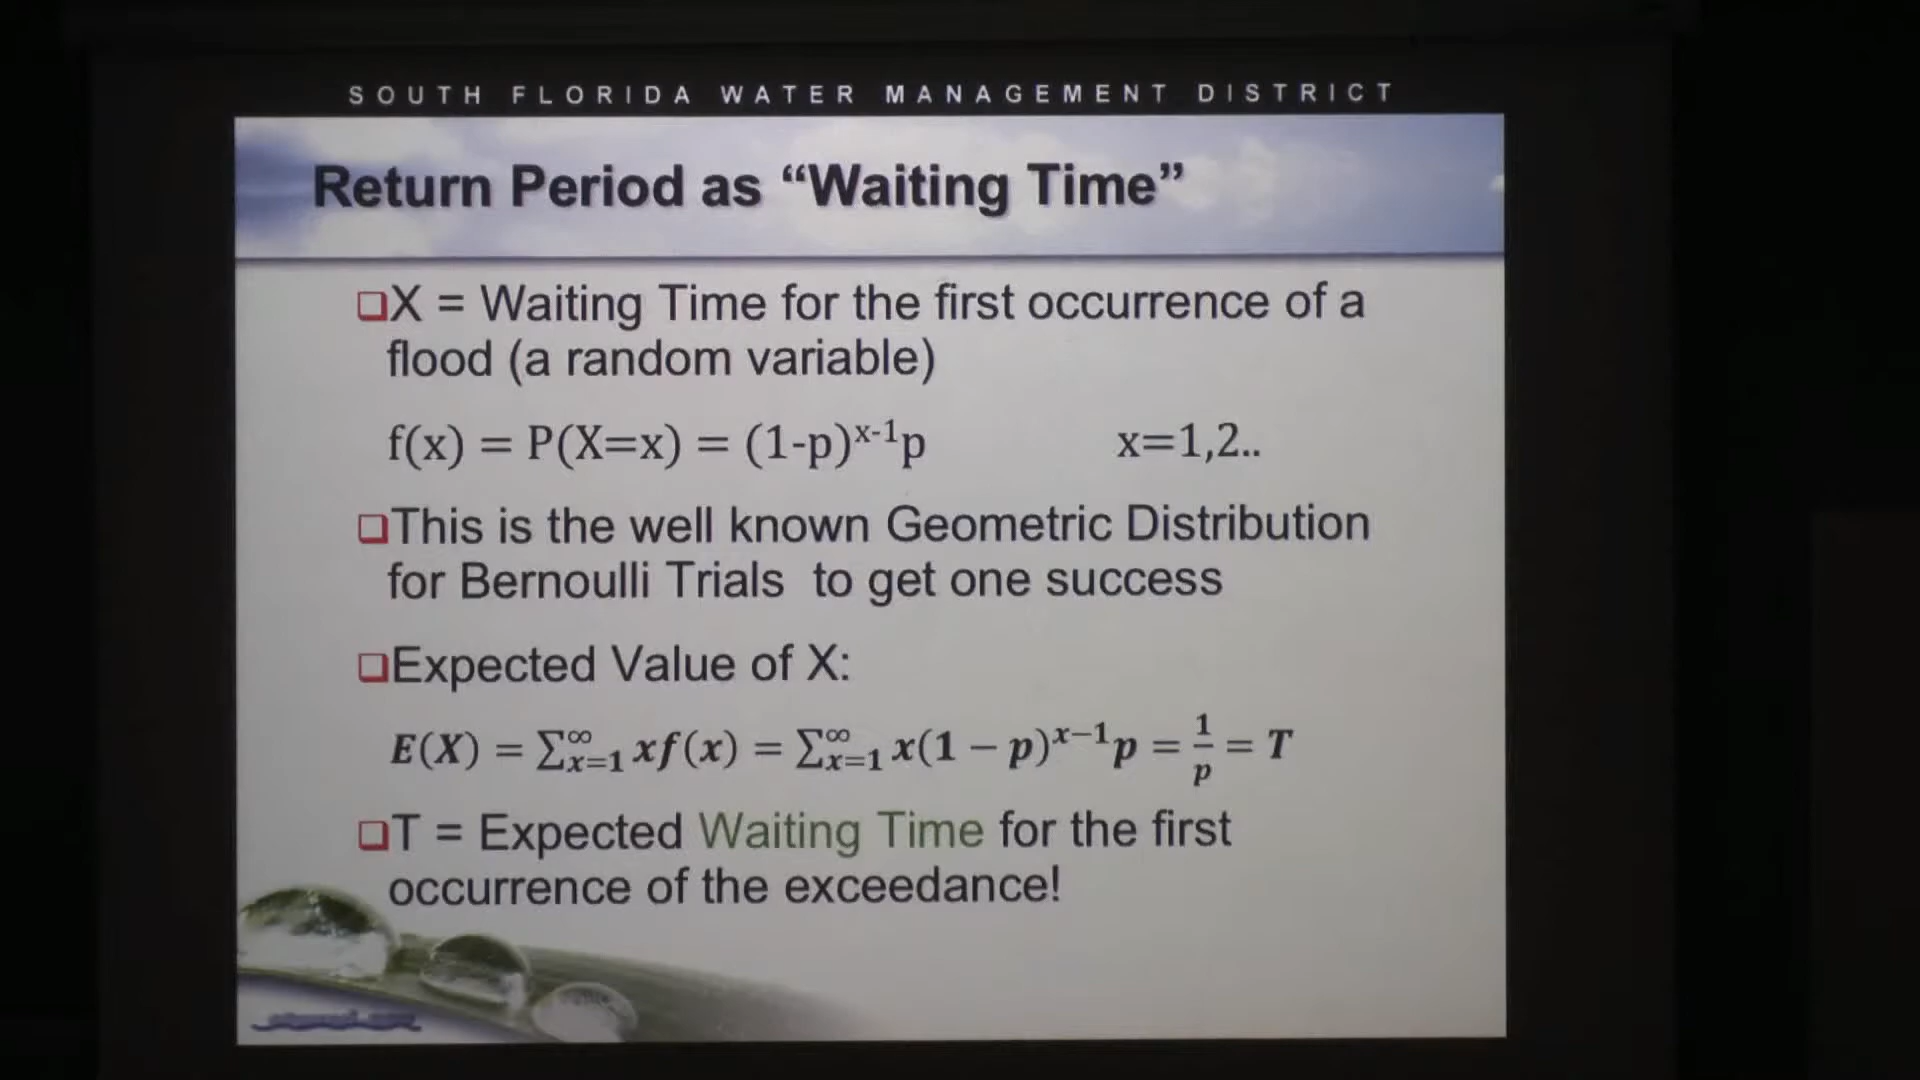 SOUTH FLORIDA WATER MANAGEMENT DISTRICT
Return Period as “Waiting Time”
❑X = Waiting Time for the first occurrence of a
flood (a random variable)
f(x) = P(X=x) = (1-p)ˣ⁻¹p x=1,2..
❑This is the well known Geometric Distribution
for Bernoulli Trials to get one success
❑Expected Value of X:
E(X) = ∑_{x=1}^{∞} xf(x) = ∑_{x=1}^{∞} x(1 − p)^{x−1}p = 1/p = T
❑T = Expected Waiting Time for the first
occurrence of the exceedance!